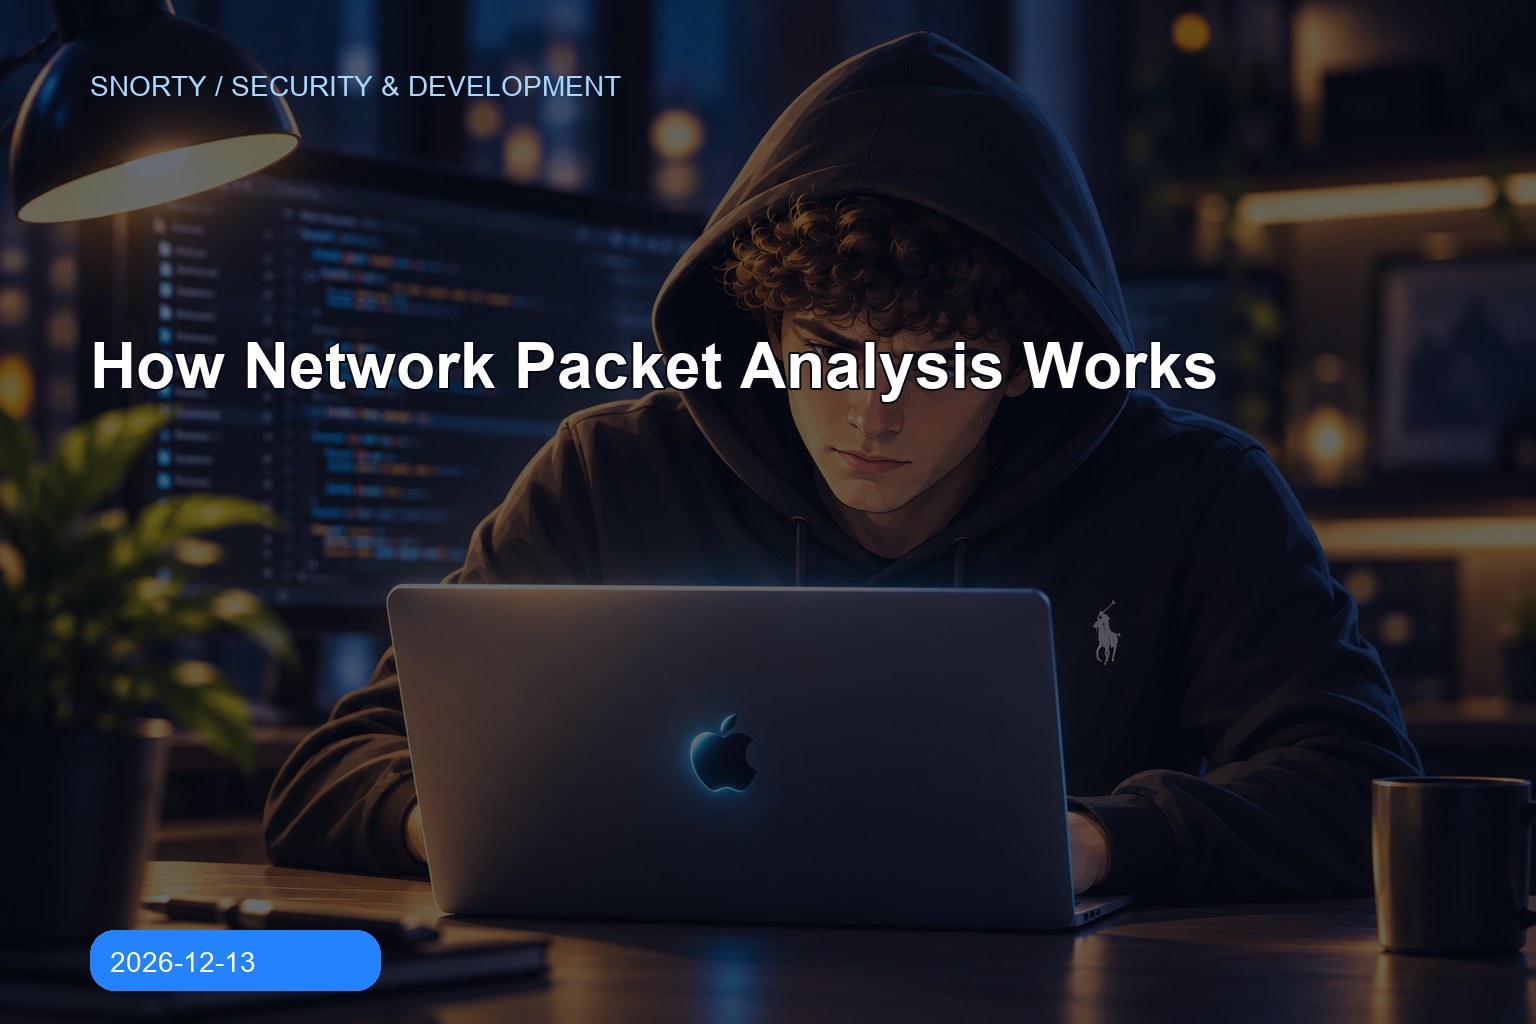 SNORTY / SECURITY & DEVELOPMENT
How Network Packet Analysis Works
2026-12-13